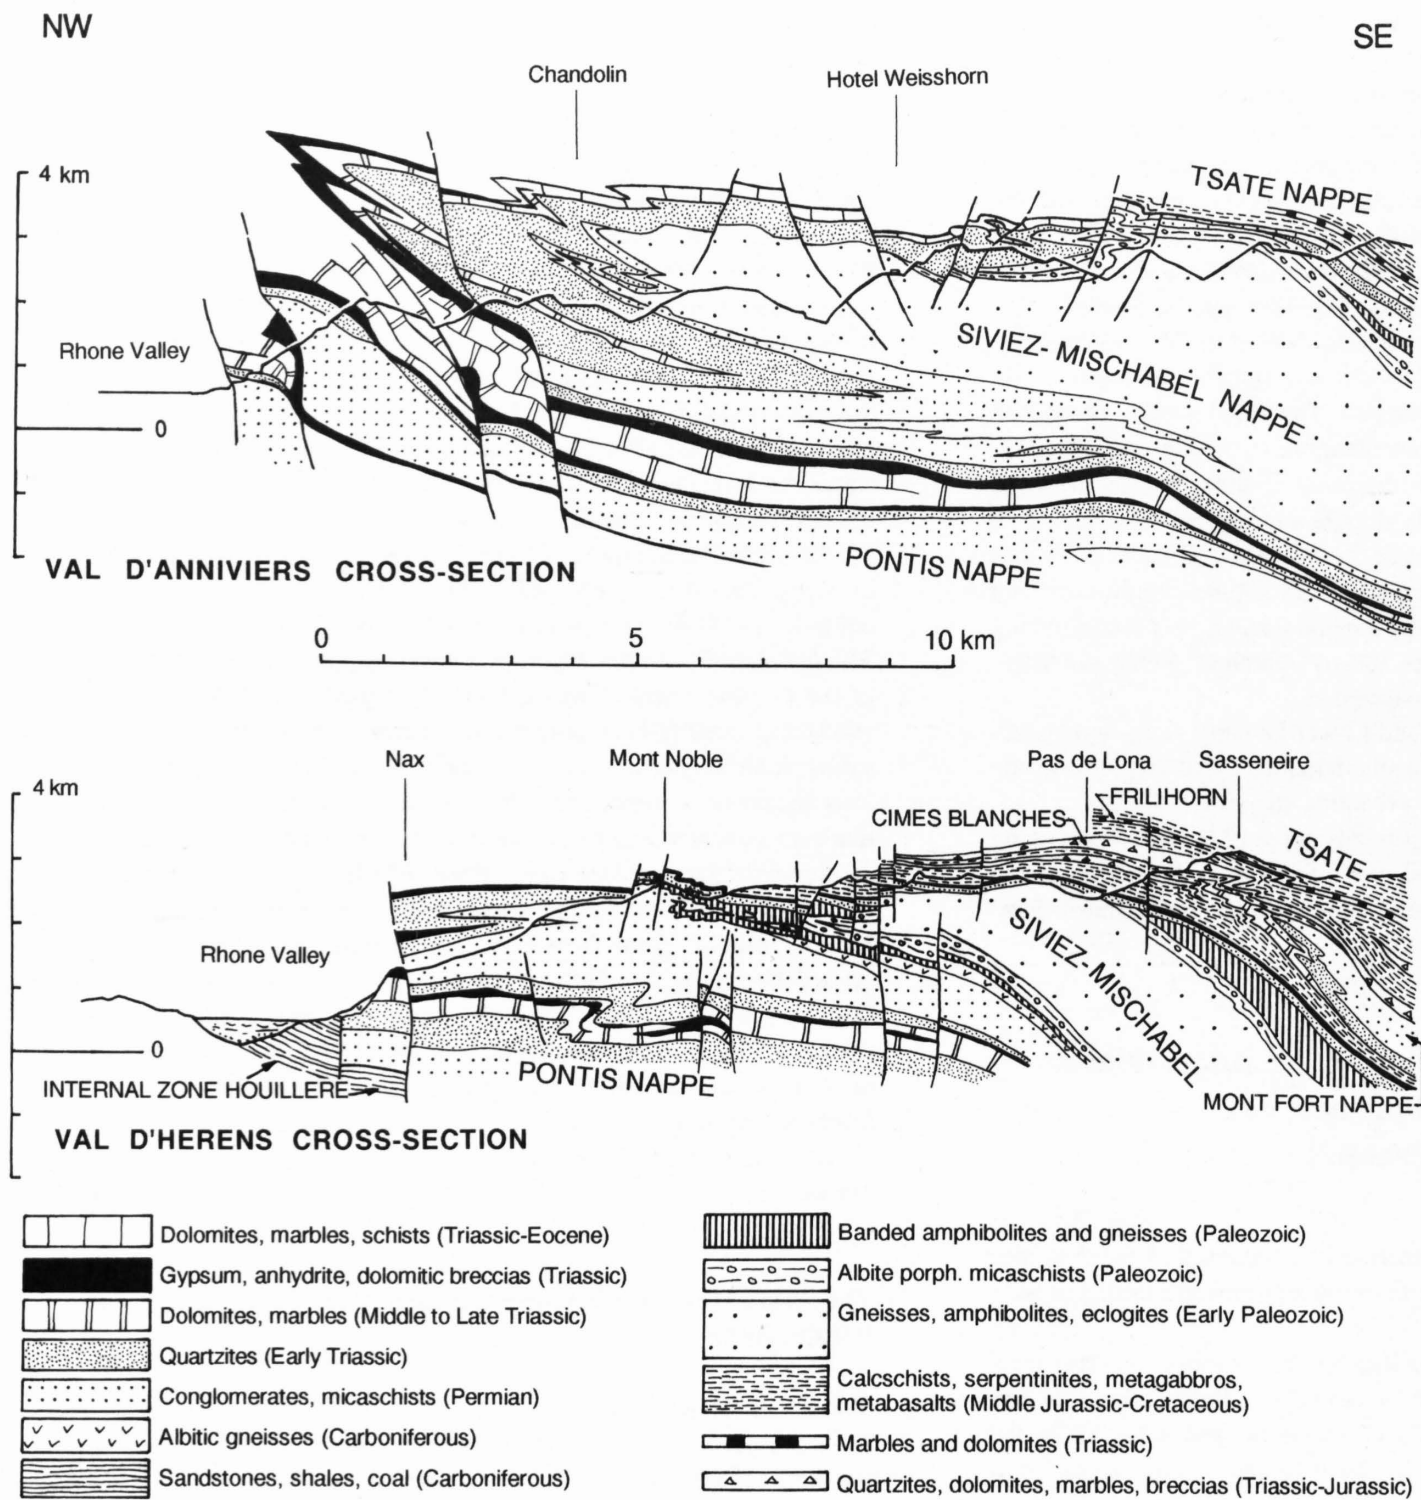 NW
SE
Chandolin
Hotel Weisshorn
4 km
TSATE NAPPE
Rhone Valley
SIVIEZ-MISCHABEL NAPPE
0
PONTIS NAPPE
VAL D'ANNIVIERS CROSS-SECTION
0 5 10 km
Nax
Mont Noble
Pas de Lona
Sasseneire
4 km
FRILIHORN
CIMES BLANCHES
TSATE
Rhone Valley
SIVIEZ-MISCHABEL
0
INTERNAL ZONE HOUILLERE
PONTIS NAPPE
MONT FORT NAPPE
VAL D'HERENS CROSS-SECTION
Dolomites, marbles, schists (Triassic-Eocene)
Gypsum, anhydrite, dolomitic breccias (Triassic)
Dolomites, marbles (Middle to Late Triassic)
Quartzites (Early Triassic)
Conglomerates, micaschists (Permian)
Albitic gneisses (Carboniferous)
Sandstones, shales, coal (Carboniferous)
Banded amphibolites and gneisses (Paleozoic)
Albite porph. micaschists (Paleozoic)
Gneisses, amphibolites, eclogites (Early Paleozoic)
Calcschists, serpentinites, metagabbros,
metabasalts (Middle Jurassic-Cretaceous)
Marbles and dolomites (Triassic)
Quartzites, dolomites, marbles, breccias (Triassic-Jurassic)